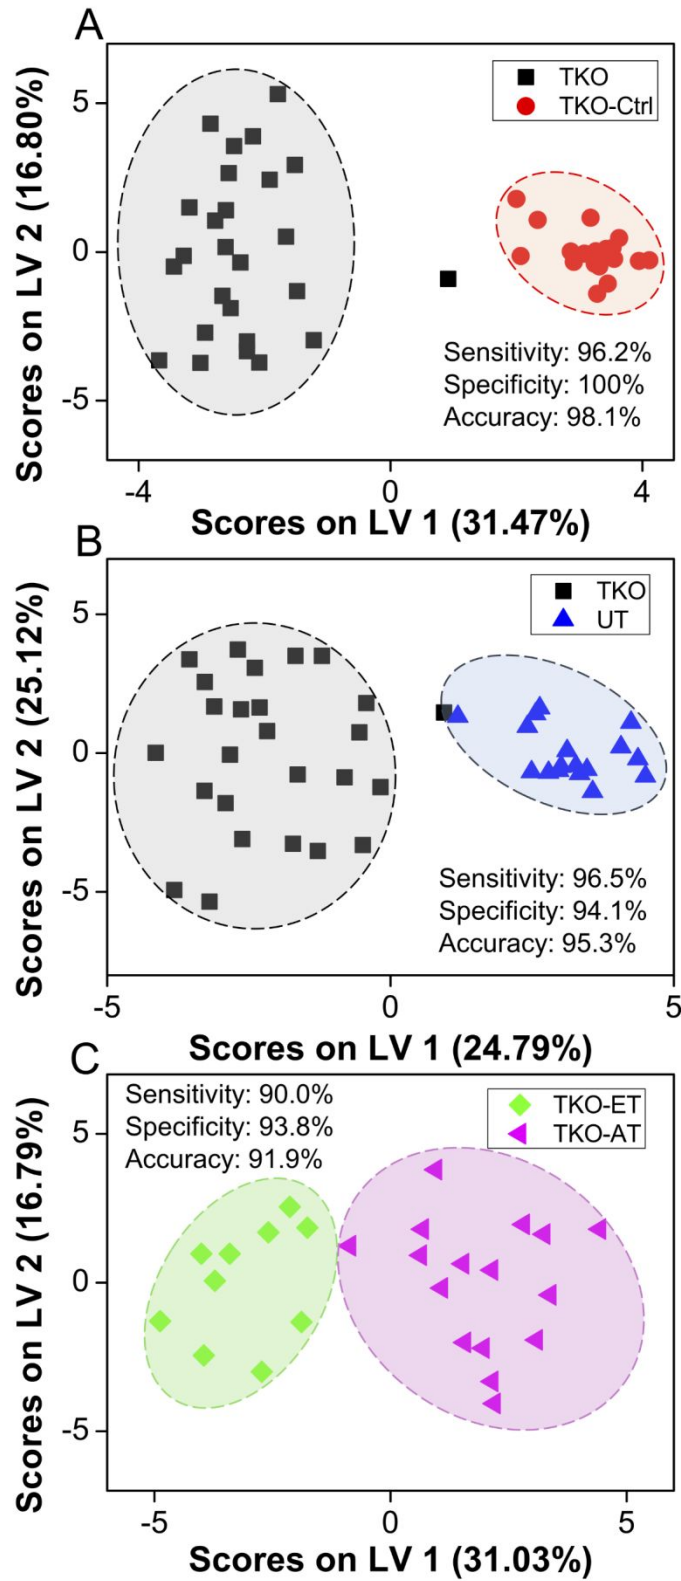 A
Scores on LV 2 (16.80%)
5
0
-5
TKO
TKO-Ctrl
Sensitivity: 96.2%
Specificity: 100%
Accuracy: 98.1%
-4
0
4
Scores on LV 1 (31.47%)
B
Scores on LV 2 (25.12%)
5
0
-5
TKO
UT
Sensitivity: 96.5%
Specificity: 94.1%
Accuracy: 95.3%
-5
0
5
Scores on LV 1 (24.79%)
C
Scores on LV 2 (16.79%)
5
0
-5
Sensitivity: 90.0%
Specificity: 93.8%
Accuracy: 91.9%
TKO-ET
TKO-AT
-5
0
5
Scores on LV 1 (31.03%)